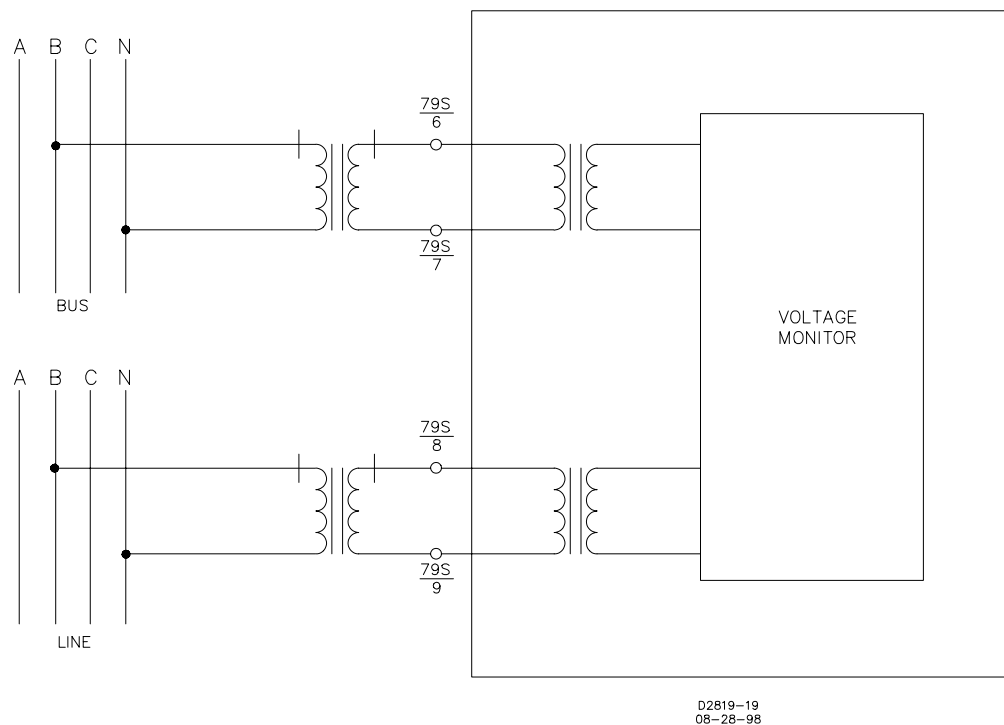 A B C N
79S
6
79S
7
BUS
VOLTAGE
MONITOR
A B C N
79S
8
79S
9
LINE
D2819-19
08-28-98